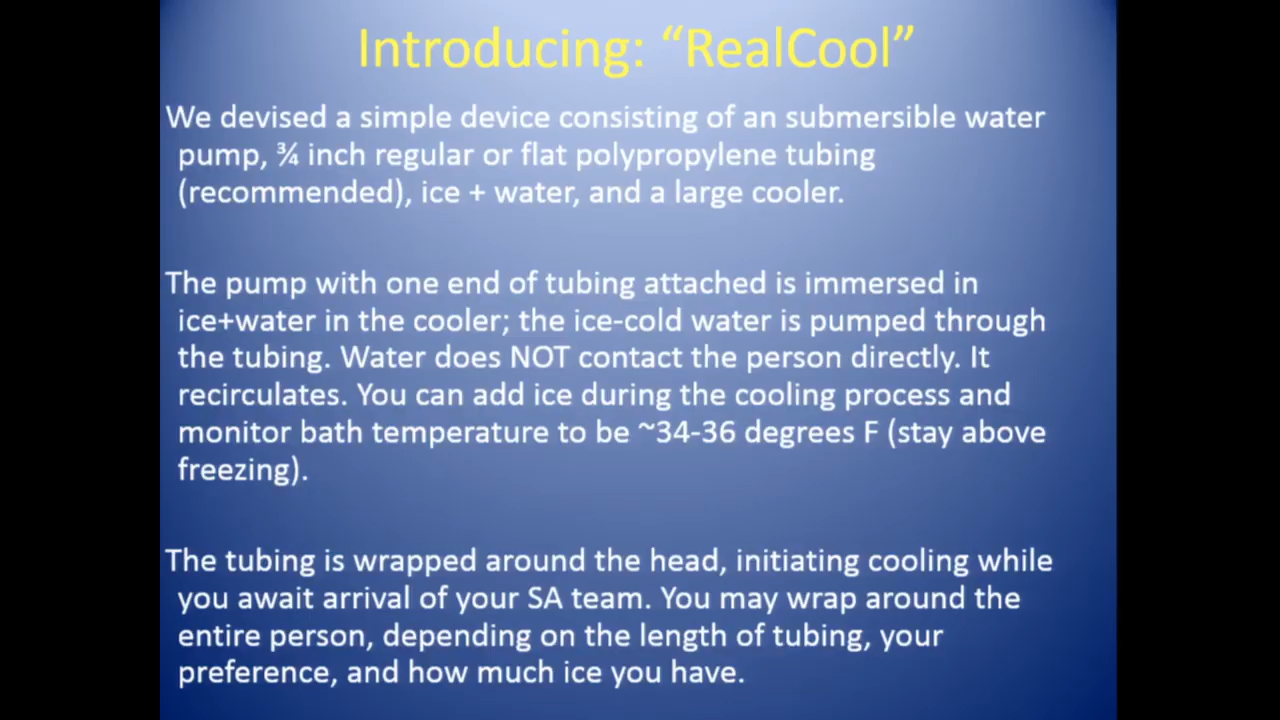 Introducing: “RealCool”
We devised a simple device consisting of an submersible water
pump, ¾ inch regular or flat polypropylene tubing
(recommended), ice + water, and a large cooler.
The pump with one end of tubing attached is immersed in
ice+water in the cooler; the ice-cold water is pumped through
the tubing. Water does NOT contact the person directly. It
recirculates. You can add ice during the cooling process and
monitor bath temperature to be ~34-36 degrees F (stay above
freezing).
The tubing is wrapped around the head, initiating cooling while
you await arrival of your SA team. You may wrap around the
entire person, depending on the length of tubing, your
preference, and how much ice you have.